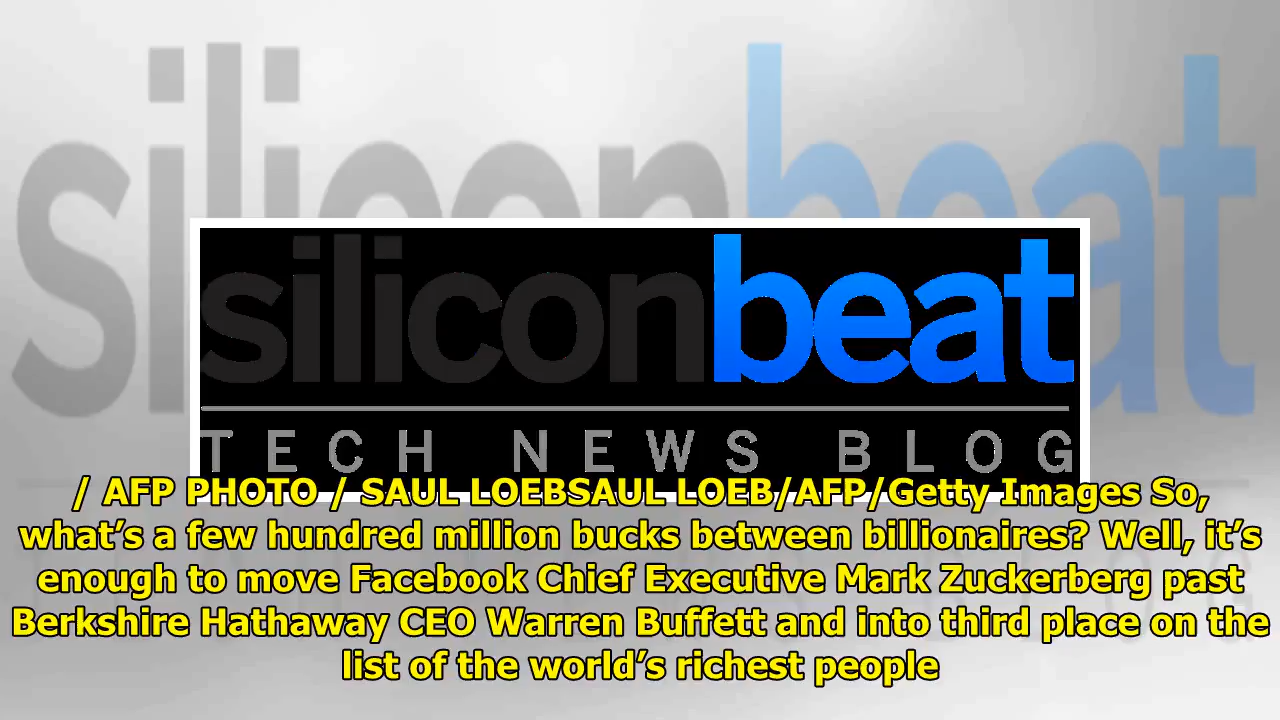 siliconbeat
siliconbeat
TECH NEWS BLOG
/ AFP PHOTO / SAUL LOEBSAUL LOEB/AFP/Getty Images So,
what’s a few hundred million bucks between billionaires? Well, it’s
enough to move Facebook Chief Executive Mark Zuckerberg past
Berkshire Hathaway CEO Warren Buffett and into third place on the
list of the world’s richest people